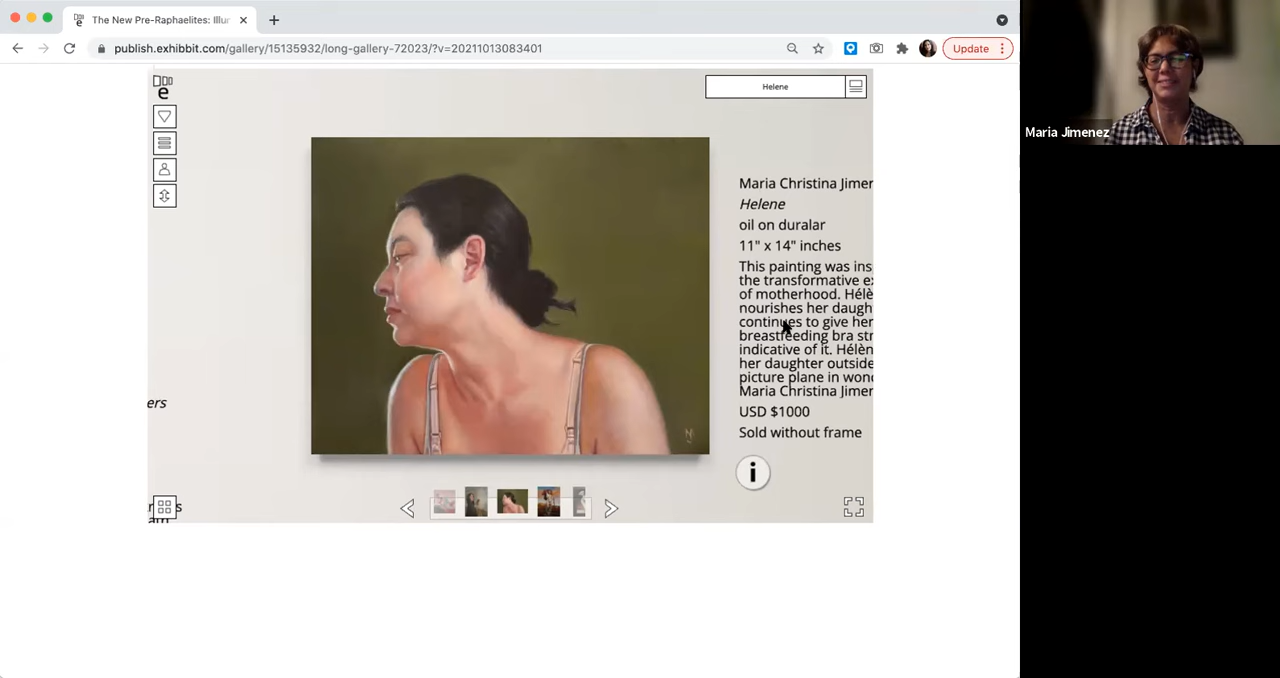 The New Pre-Raphaelites: Illu
publish.exhibbit.com/gallery/15135932/long-gallery-72023/?v=20211013083401
Update
e
Helene
Maria Jimenez
Maria Christina Jimer
Helene
oil on duralar
11" x 14" inches
This painting was ins
the transformative e
of motherhood. Hélè
nourishes her daugh
continues to give her
breastfeeding bra str
indicative of it. Hélèn
her daughter outside
picture plane in wond
Maria Christina Jimer
USD $1000
Sold without frame
i
ers